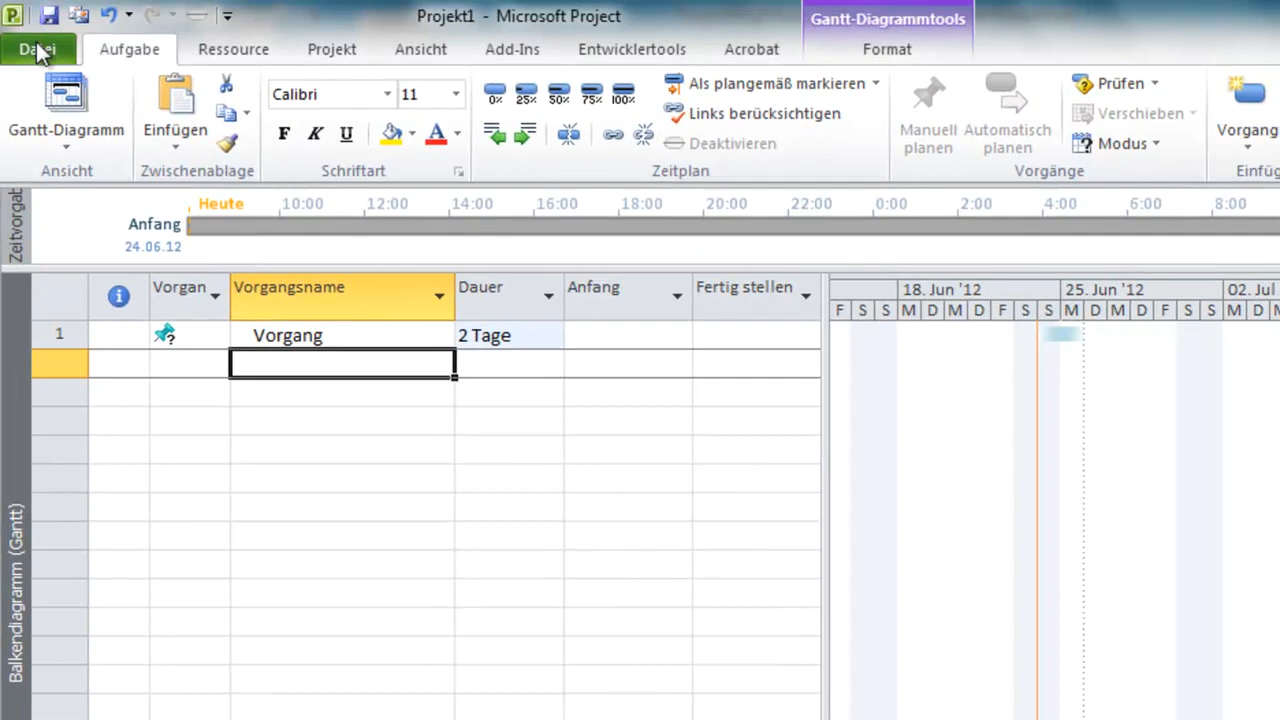 Projekt1 - Microsoft Project
Gantt-Diagrammtools
Datei Aufgabe Ressource Projekt Ansicht Add-Ins Entwicklertools Acrobat Format
Gantt-Diagramm
Ansicht
Einfügen
Zwischenablage
Calibri 11
F K U A
Schriftart
0% 25% 50% 75% 100%
Als plangemäß markieren
Links berücksichtigen
Deaktivieren
Zeitplan
Manuell planen
Automatisch planen
Prüfen
Verschieben
Modus
Vorgänge
Vorgang
Einfüg
Zeitvorgab
Heute 10:00 12:00 14:00 16:00 18:00 20:00 22:00 0:00 2:00 4:00 6:00 8:00
Anfang
24.06.12
Vorgan Vorgangsname Dauer Anfang Fertig stellen
18. Jun '12 25. Jun '12 02. Jul
F S S M D M D F S S M D M D F S S M D M
1 Vorgang 2 Tage
Balkendiagramm (Gantt)